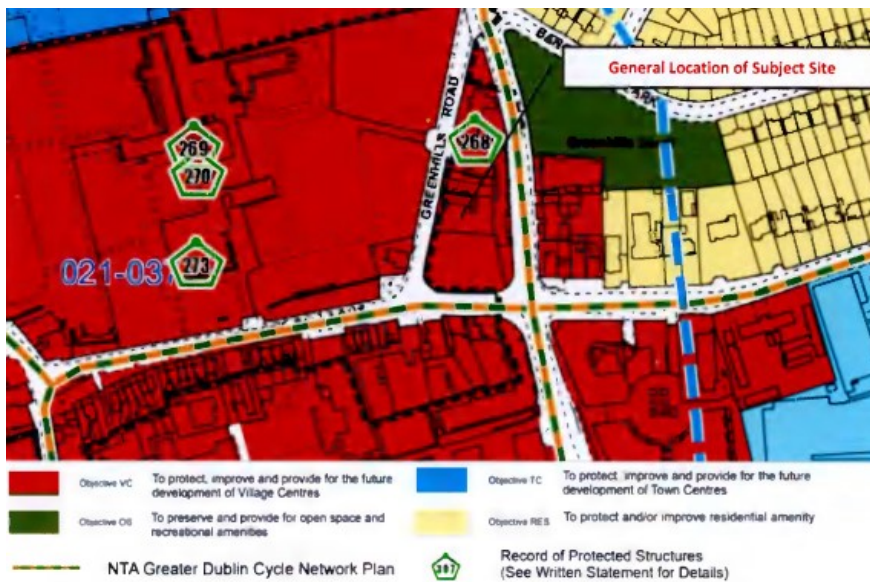 BER
ARK
General Location of Subject Site
GREENHILLS ROAD
268
269
270
273
021-03
Objective VC
To protect, improve and provide for the future
development of Village Centres
Objective TC
To protect, improve and provide for the future
development of Town Centres
Objective OS
To preserve and provide for open space and
recreational amenities
Objective RES
To protect and/or improve residential amenity
NTA Greater Dublin Cycle Network Plan
397
Record of Protected Structures
(See Written Statement for Details)